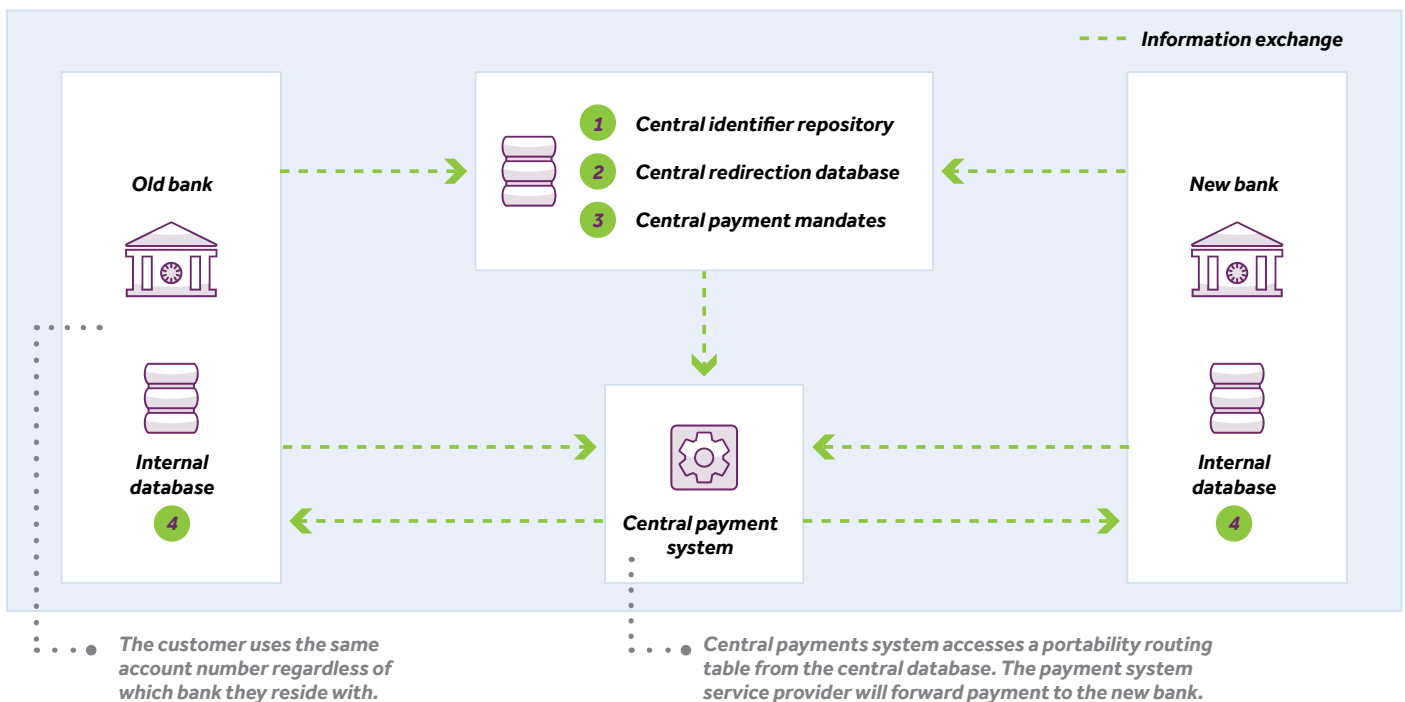 Information exchange
Old bank
1 Central identifier repository
2 Central redirection database
3 Central payment mandates
New bank
Internal
database
4
Central payment
system
Internal
database
4
The customer uses the same
account number regardless of
which bank they reside with.
Central payments system accesses a portability routing
table from the central database. The payment system
service provider will forward payment to the new bank.